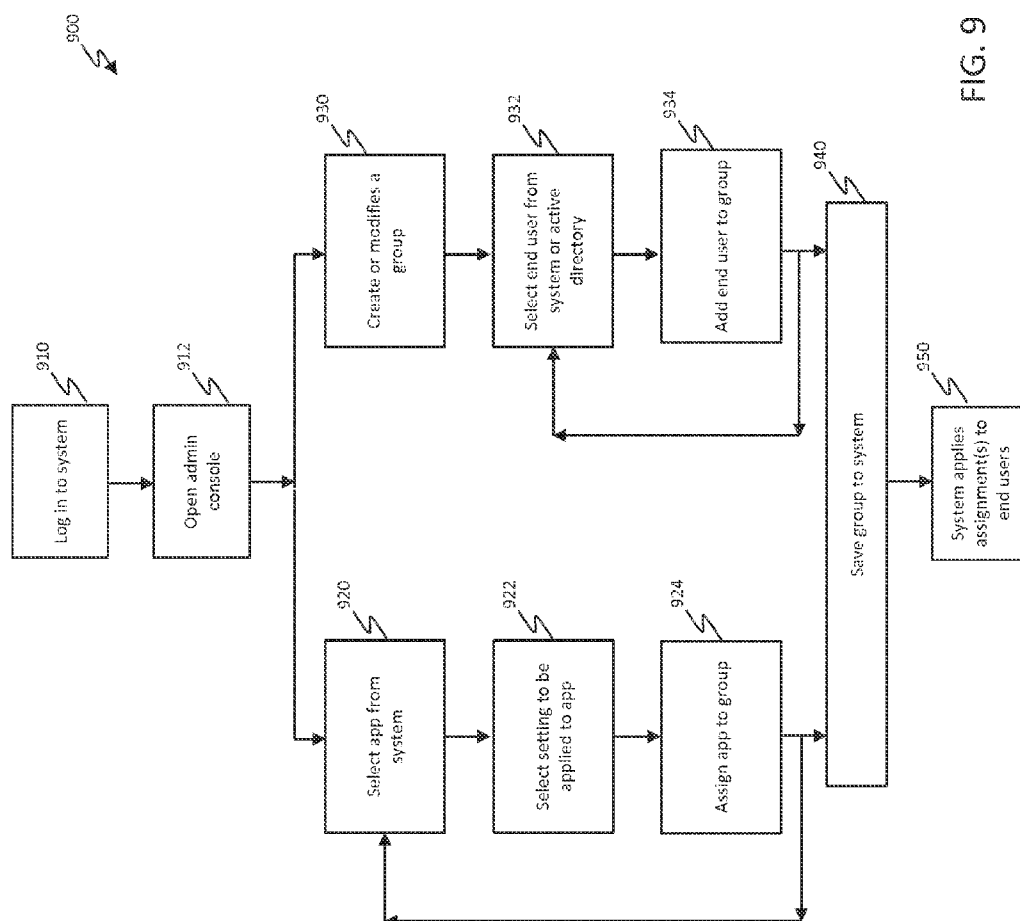 900
910
Log in to system
912
Open admin
console
920
Select app from
system
922
Select setting to be
applied to app
924
Assign app to group
930
Create or modifies a
group
932
Select end user from
system or active
directory
934
Add end user to group
940
Save group to system
950
System applies
assignment(s) to
end users
FIG. 9